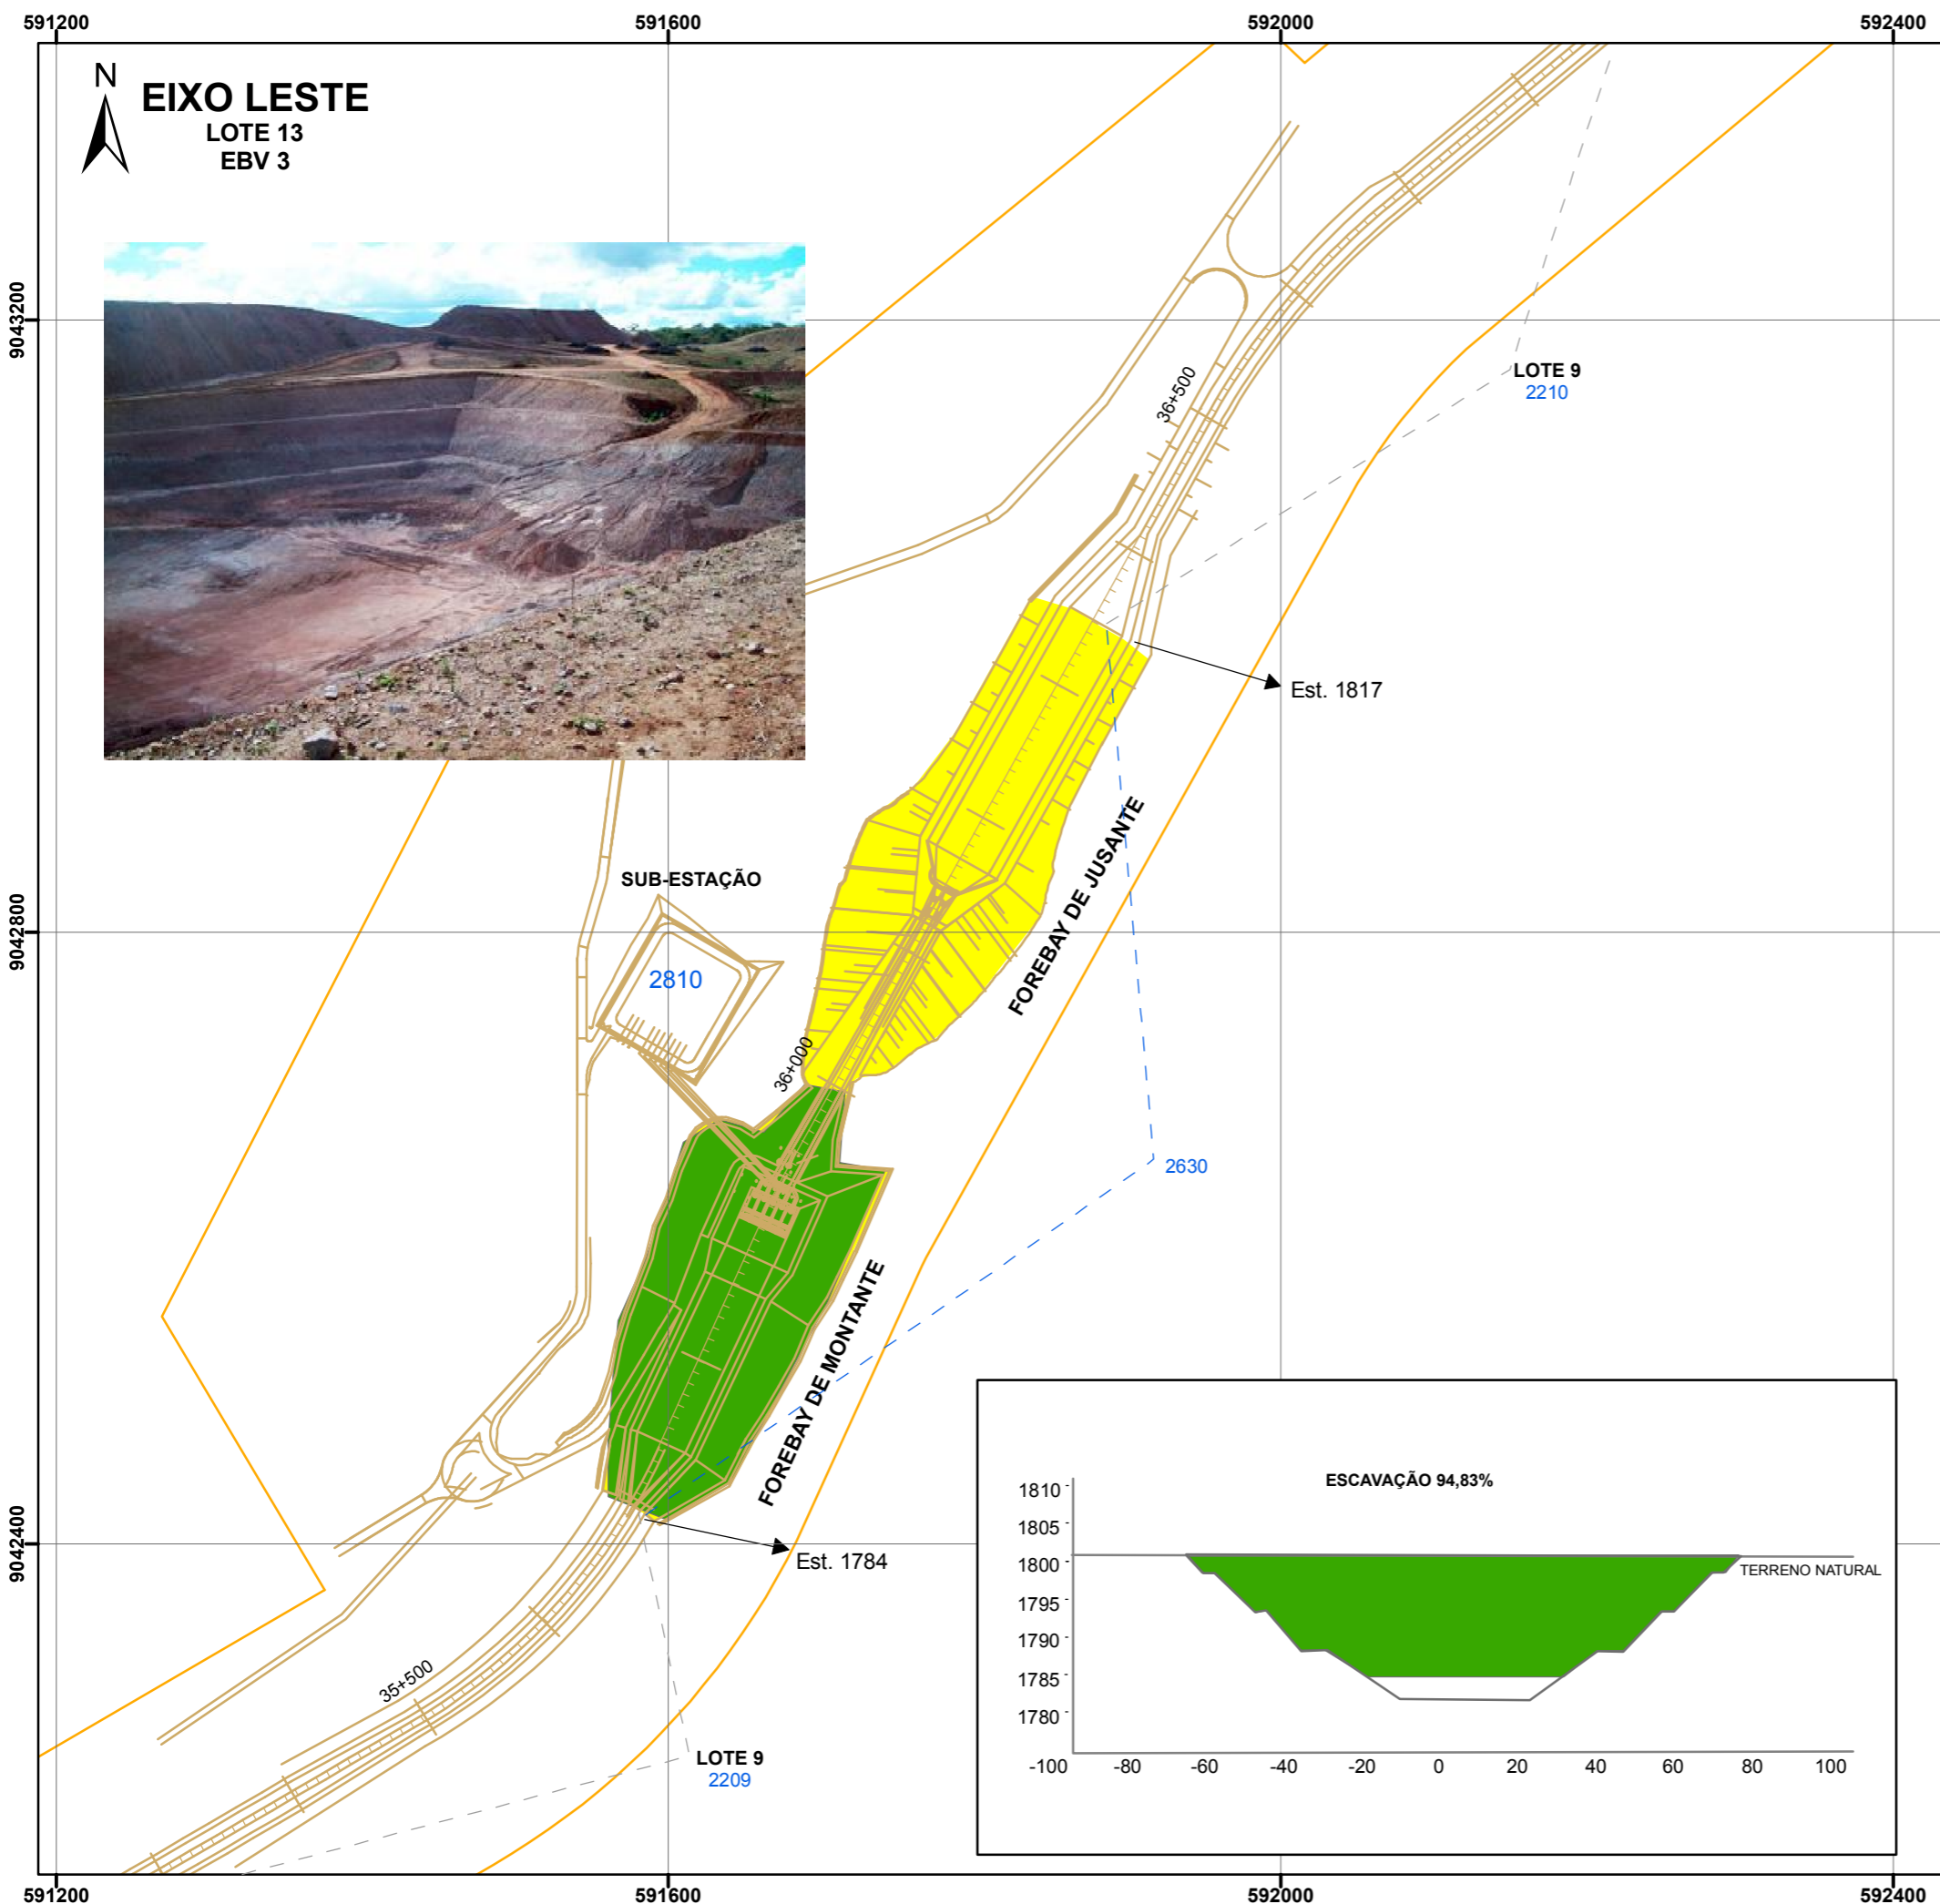 591200
591600
592000
592400
N
EIXO LESTE
LOTE 13
EBV 3
9043200
LOTE 9
2210
36+500
Est. 1817
FOREBAY DE JUSANTE
SUB-ESTAÇÃO
9042800
2810
36+000
2630
FOREBAY DE MONTANTE
ESCAVAÇÃO 94,83%
1810
1805
1800
1795
1790
1785
1780
TERRENO NATURAL
-100
-80
-60
-40
-20
0
20
40
60
80
100
9042400
Est. 1784
35+500
LOTE 9
2209
591200
591600
592000
592400